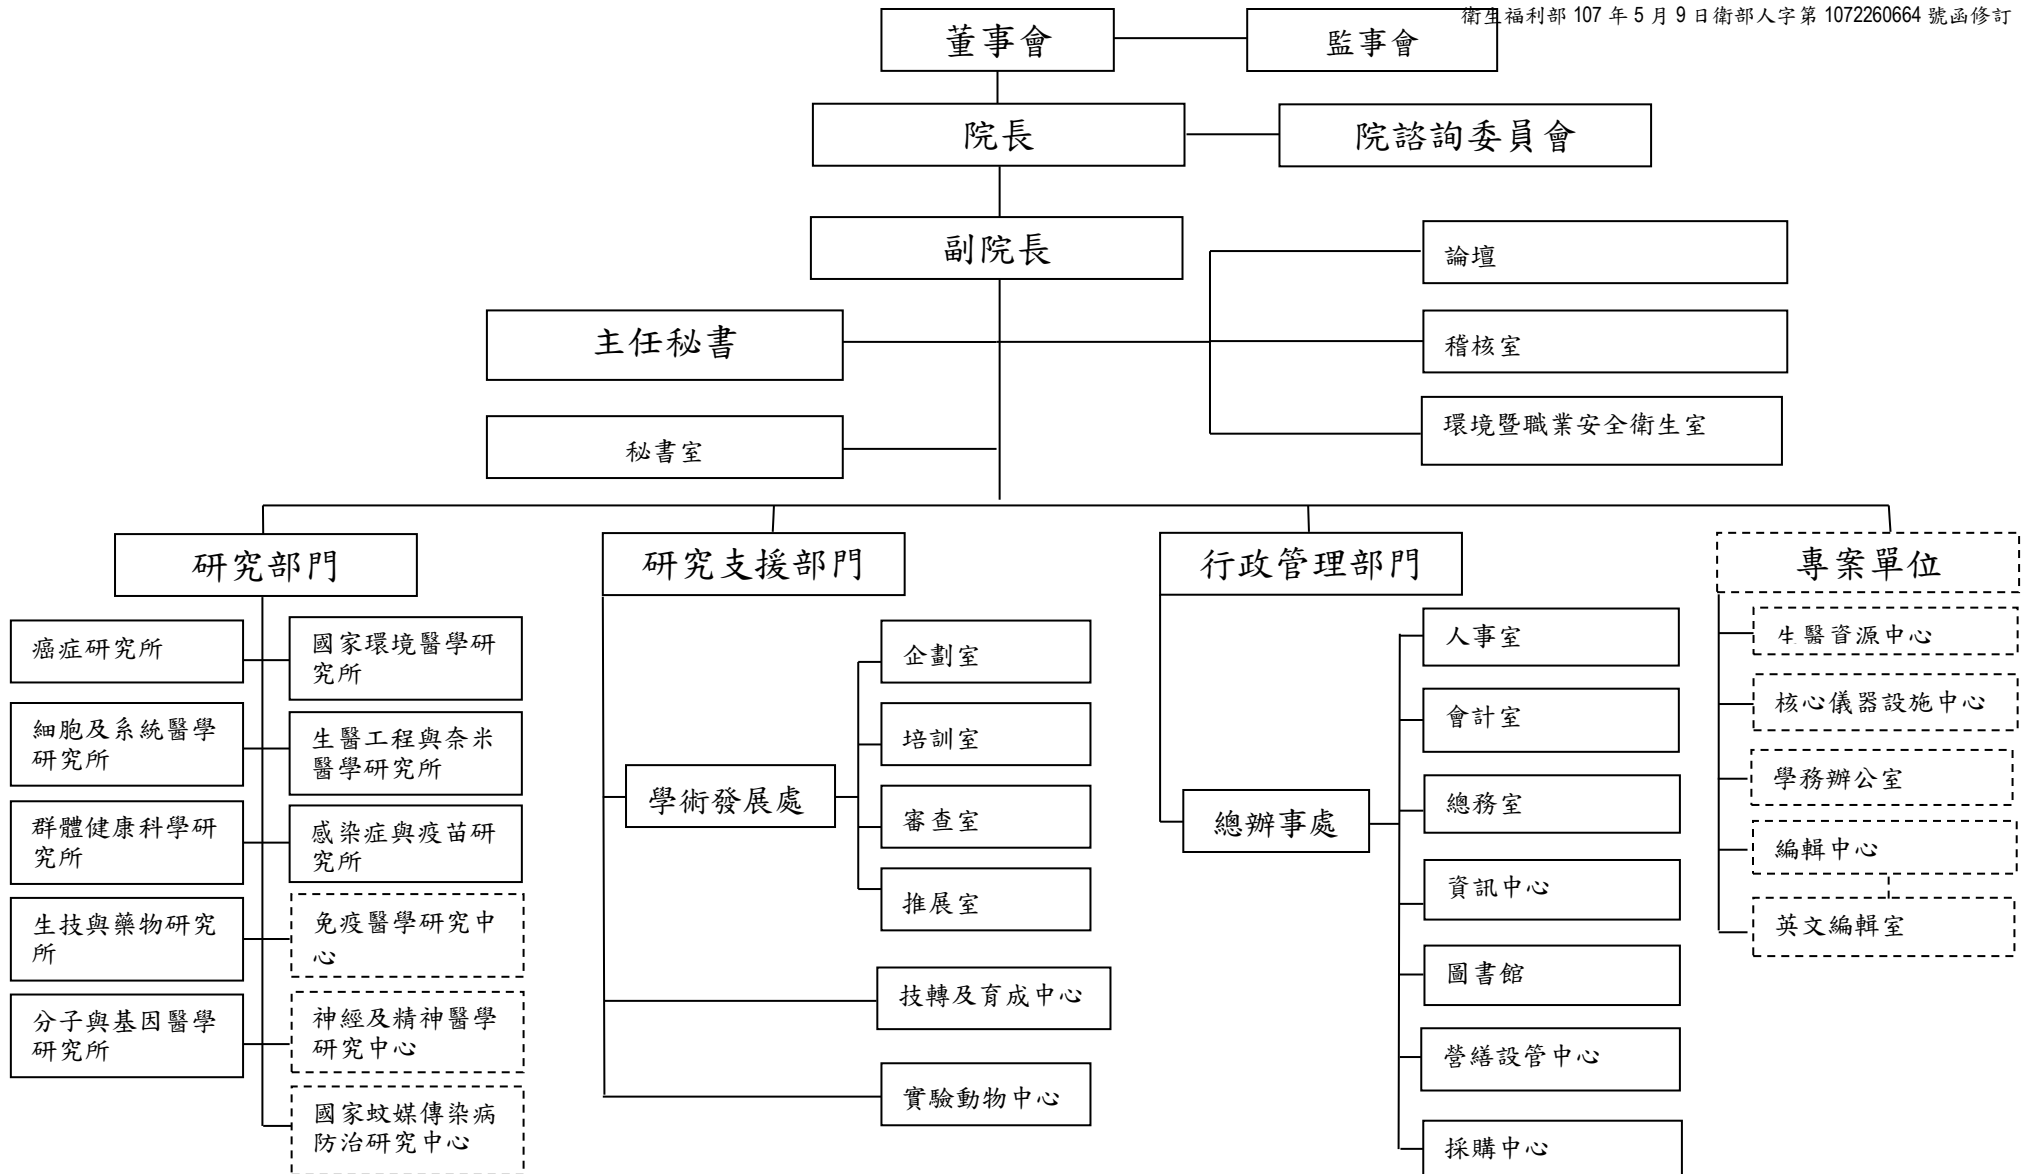 衛生福利部 107 年 5 月 9 日衛部人字第 1072260664 號函修訂
董事會
監事會
院長
院諮詢委員會
副院長
論壇
主任秘書
稽核室
環境暨職業安全衛生室
秘書室
研究部門
癌症研究所
國家環境醫學研
究所
細胞及系統醫學
研究所
生醫工程與奈米
醫學研究所
群體健康科學研
究所
感染症與疫苗研
究所
生技與藥物研究
所
免疫醫學研究中
心
分子與基因醫學
研究所
神經及精神醫學
研究中心
國家蚊媒傳染病
防治研究中心
研究支援部門
學術發展處
企劃室
培訓室
審查室
推展室
技轉及育成中心
實驗動物中心
行政管理部門
總辦事處
人事室
會計室
總務室
資訊中心
圖書館
營繕設管中心
採購中心
專案單位
生醫資源中心
核心儀器設施中心
學務辦公室
編輯中心
英文編輯室